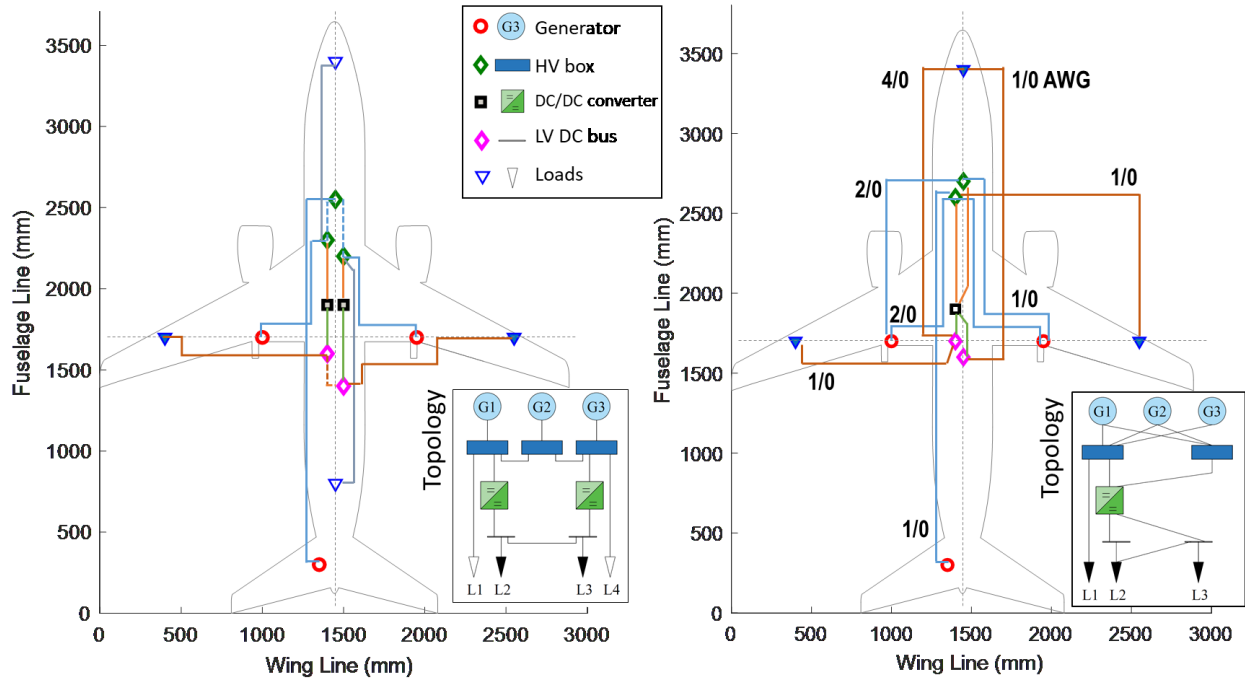 Fuselage Line (mm)
3500
3000
2500
2000
1500
1000
500
0
0 500 1000 1500 2000 2500 3000
Wing Line (mm)
G3 Generator
HV box
DC/DC converter
LV DC bus
Loads
Topology
G1 G2 G3
L1 L2 L3 L4
Fuselage Line (mm)
3500
3000
2500
2000
1500
1000
500
0
0 500 1000 1500 2000 2500 3000
Wing Line (mm)
4/0 1/0 AWG
2/0 1/0
2/0 1/0
1/0
1/0
Topology
G1 G2 G3
L1 L2 L3